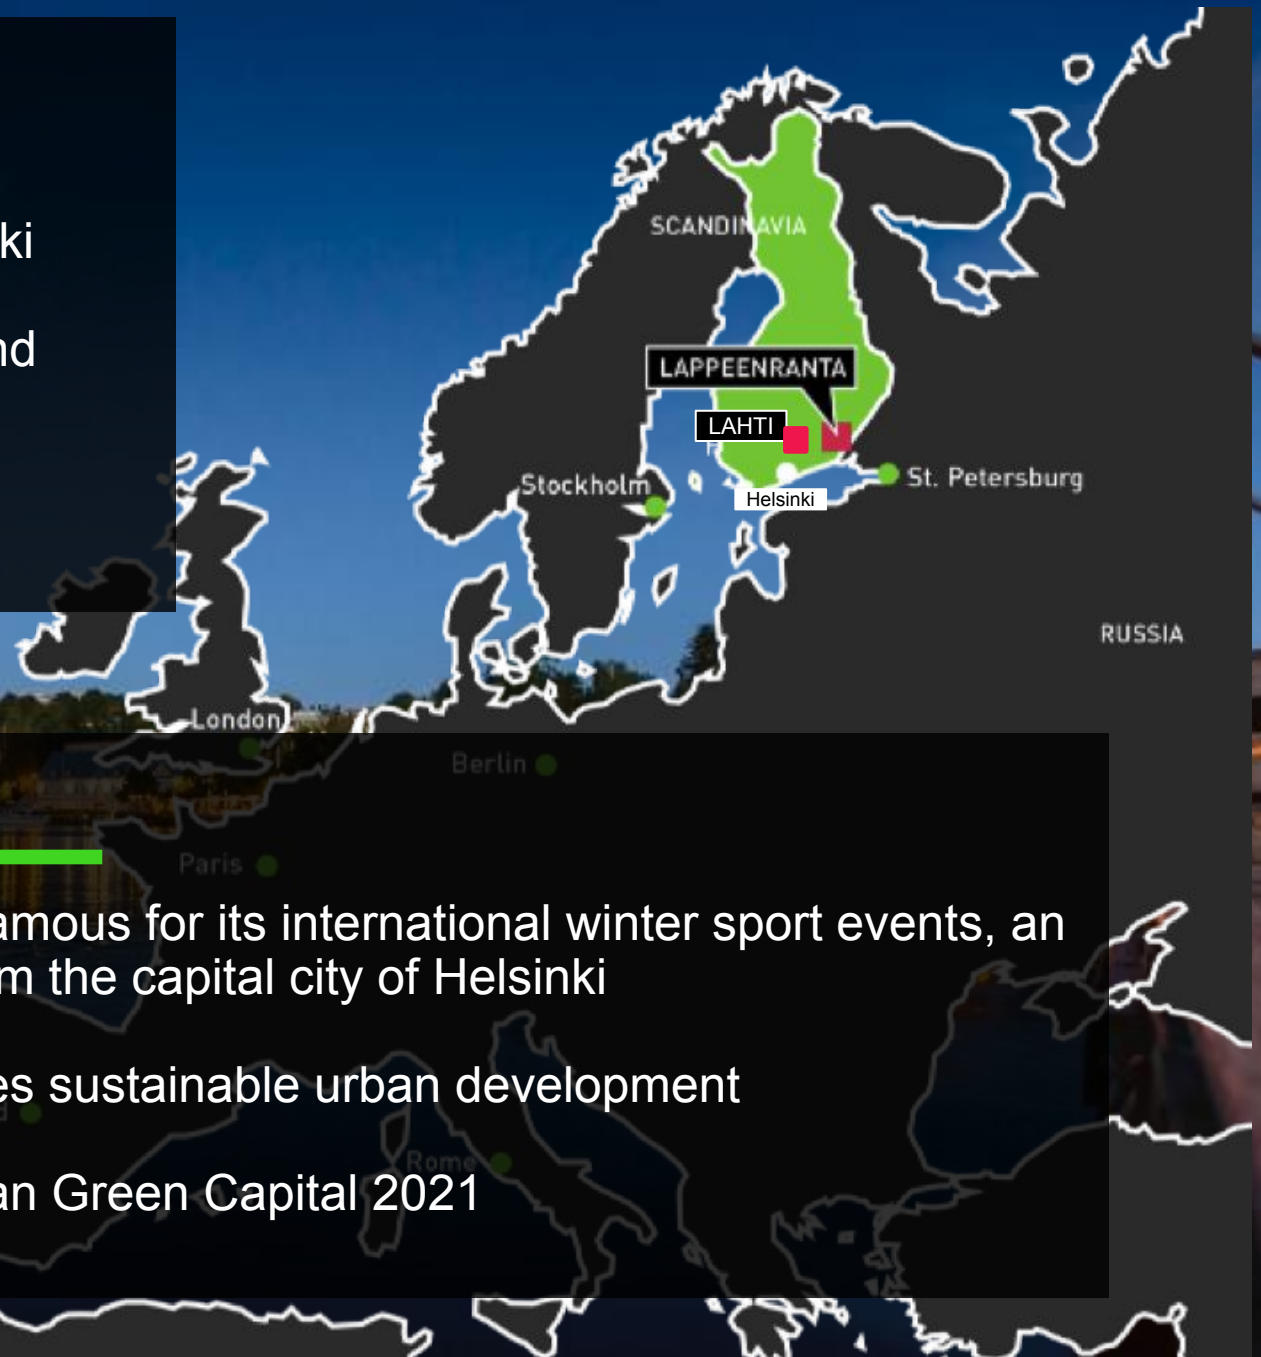 ki
nd
SCANDINAVIA
LAPPEENRANTA
LAHTI
Stockholm
Helsinki
St. Petersburg
RUSSIA
London
Berlin
Paris
amous for its international winter sport events, an
m the capital city of Helsinki
es sustainable urban development
d
Rome
an Green Capital 2021